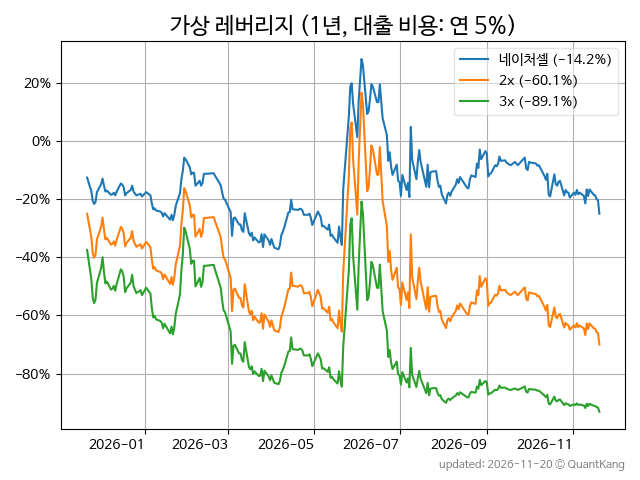 가상 레버리지 (1년, 대출 비용: 연 5%)
네이처셀 (-14.2%)
2x (-60.1%)
3x (-89.1%)
20%
0%
-20%
-40%
-60%
-80%
2026-01 2026-03 2026-05 2026-07 2026-09 2026-11
updated: 2026-11-20 © QuantKang